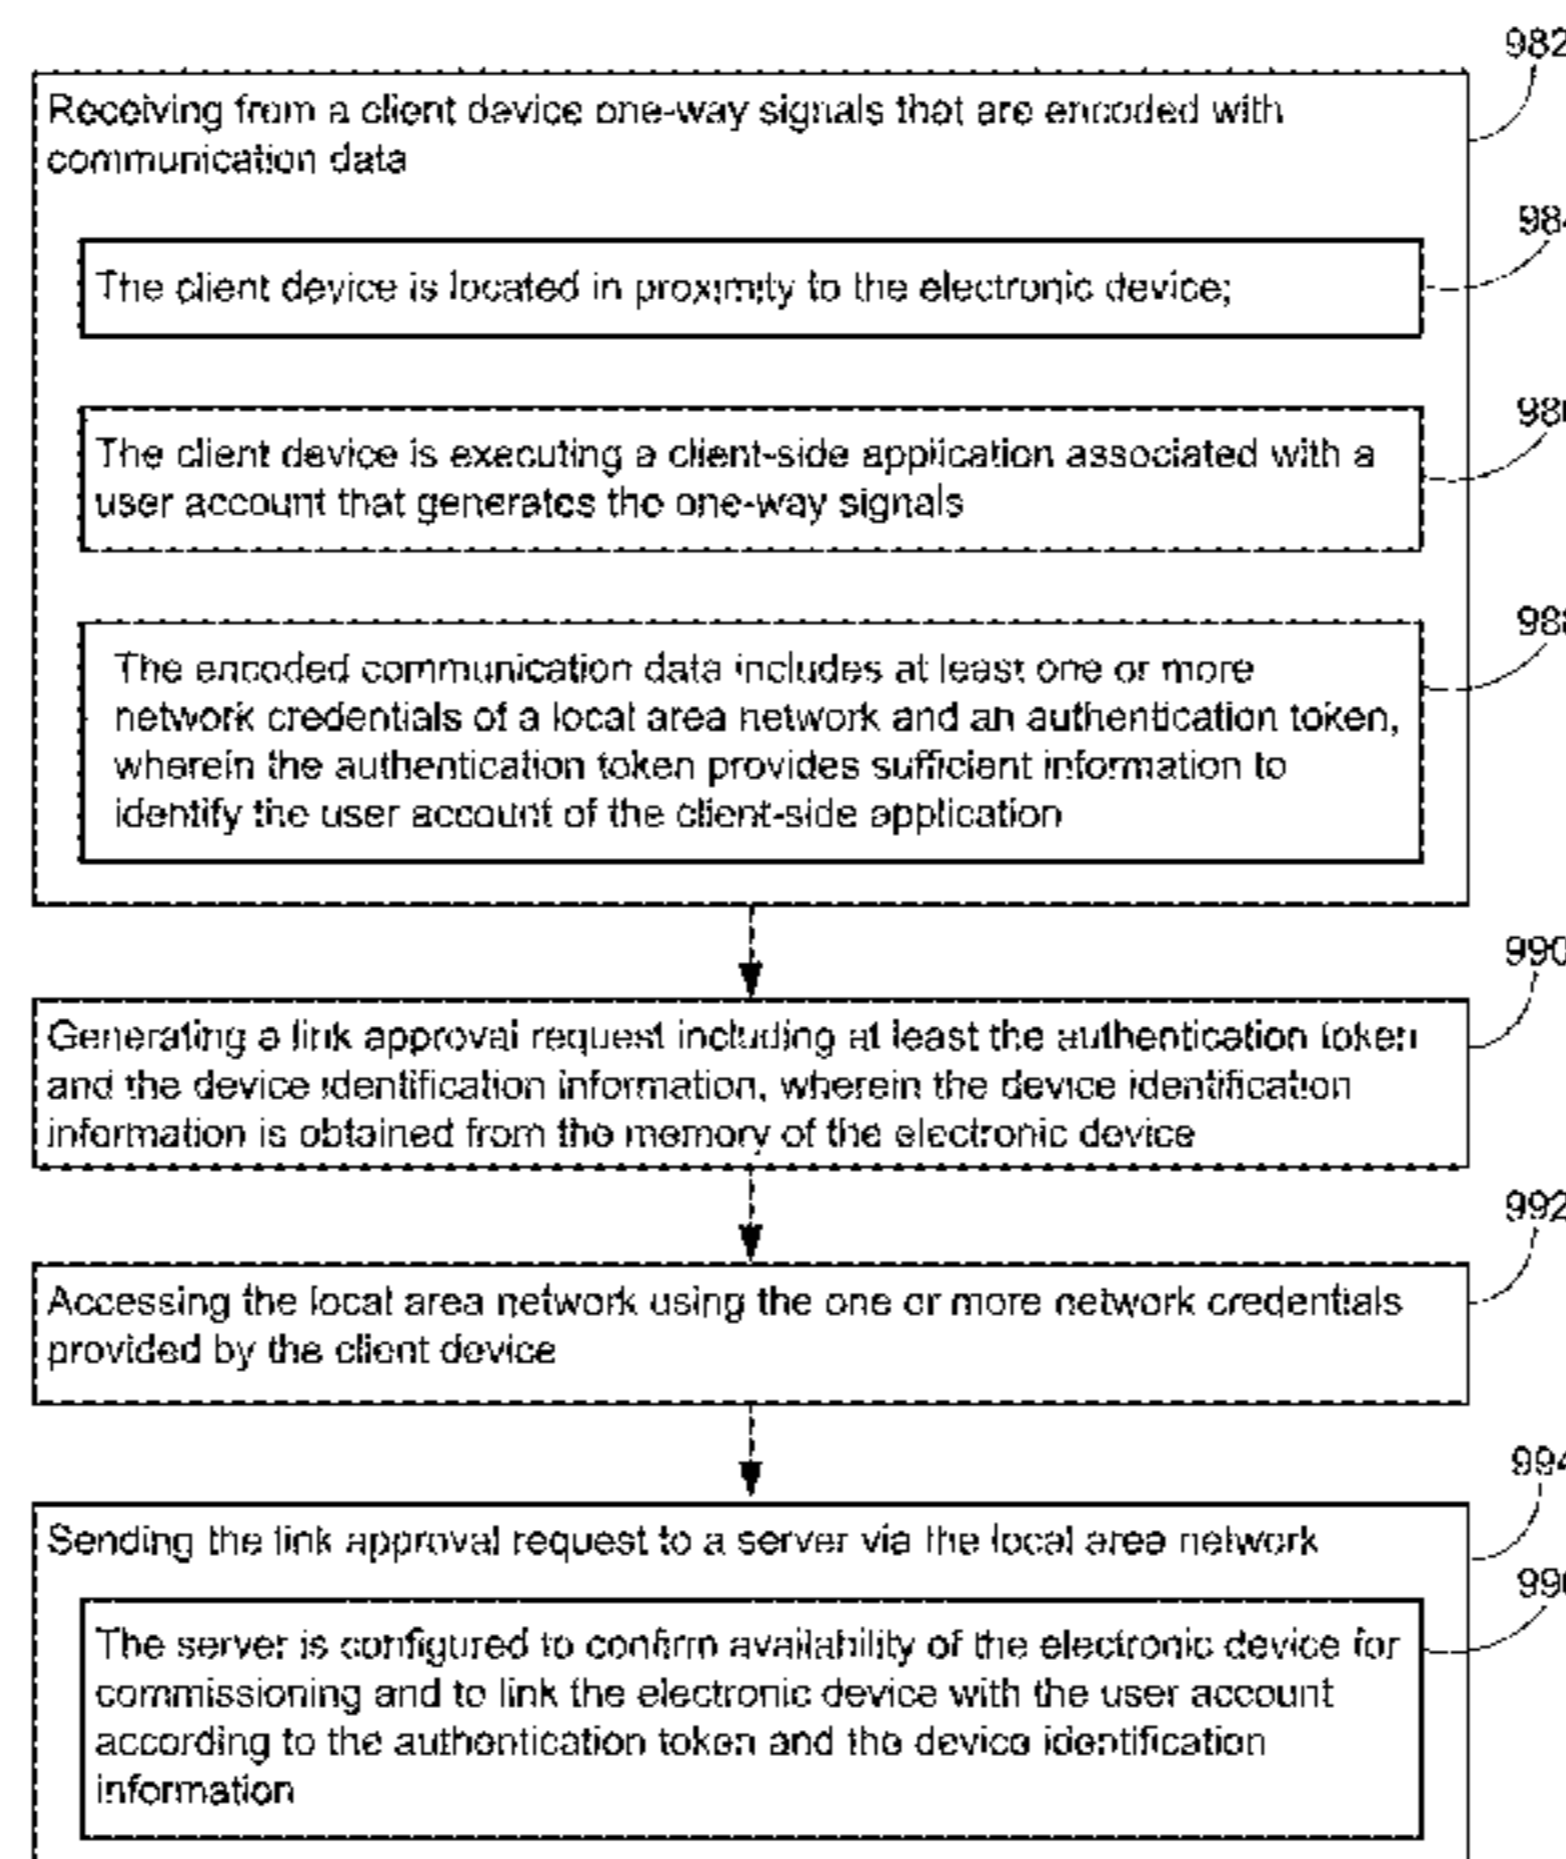 982
Receiving from a client device one-way signals that are encoded with
communication data
984
The client device is located in proximity to the electronic device;
986
The client device is executing a client-side application associated with a
user account that generates the one-way signals
988
The encoded communication data includes at least one or more
network credentials of a local area network and an authentication token,
wherein the authentication token provides sufficient information to
identify the user account of the client-side application
990
Generating a link approval request including at least the authentication token
and the device identification information, wherein the device identification
information is obtained from the memory of the electronic device
992
Accessing the local area network using the one or more network credentials
provided by the client device
994
Sending the link approval request to a server via the local area network
996
The server is configured to confirm availability of the electronic device for
commissioning and to link the electronic device with the user account
according to the authentication token and the device identification
information